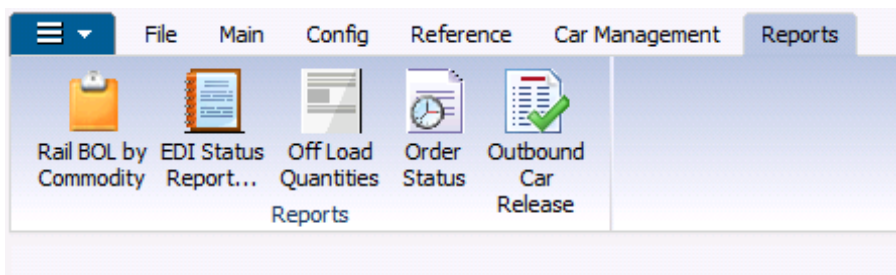 File Main Config Reference Car Management Reports
Rail BOL by EDI Status Off Load Order Outbound
Commodity Report... Quantities Status Car
Release
Reports